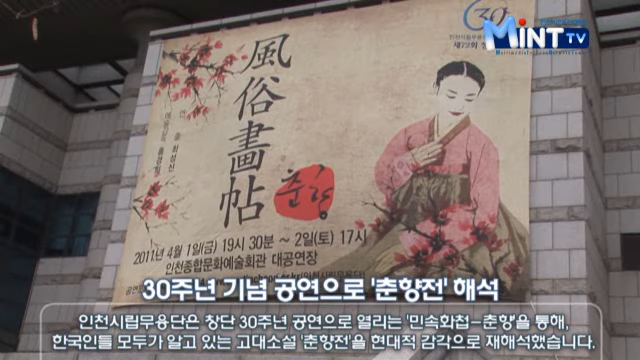 30
MINT TV
風俗畵帖
춘향
2011년 4월 1일(금) 19시 30분 ~ 2일(토) 17시
인천종합문화예술회관 대공연장
30주년 기념 공연으로 '춘향전' 해석
인천시립무용단은 창단 30주년 공연으로 열리는 '민속화첩-춘향'을 통해,
한국인들 모두가 알고 있는 고대소설 '춘향전'을 현대적 감각으로 재해석했습니다.